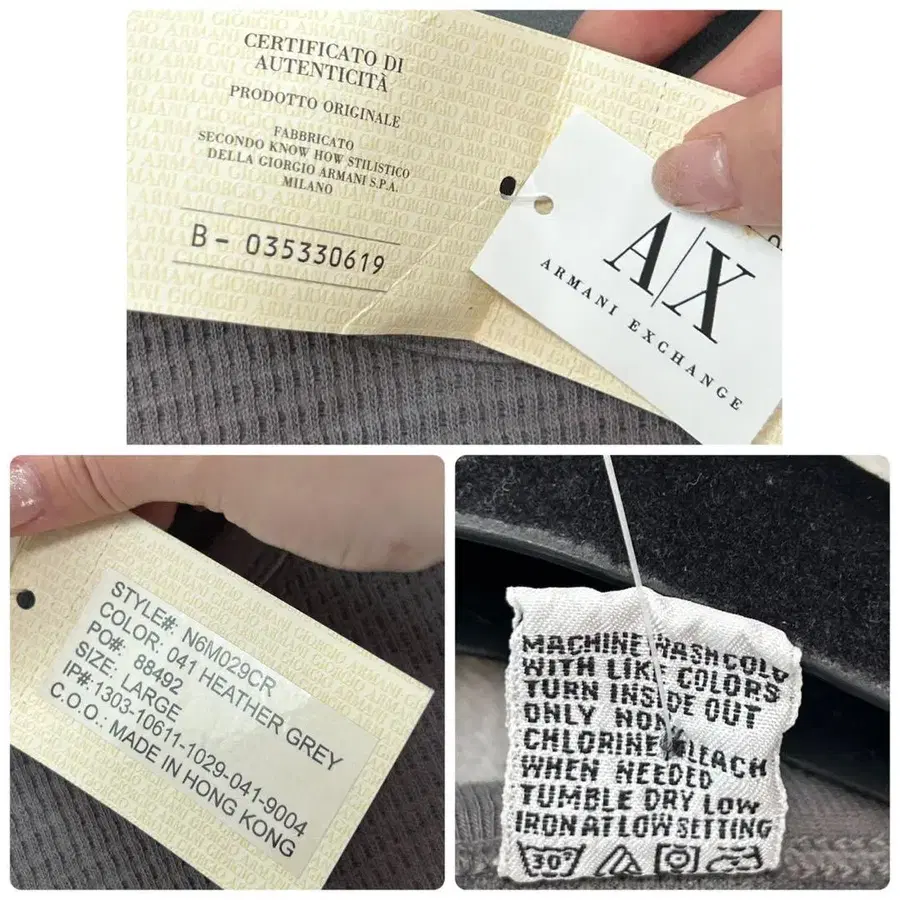 CERTIFICATO DI
AUTENTICITÀ
PRODOTTO ORIGINALE
FABBRICATO
SECONDO KNOW HOW STILISTICO
DELLA GIORGIO ARMANI S.P.A.
MILANO
B- 035330619
A|X
ARMANI EXCHANGE
STYLE#: N6M029CR
COLOR: 041 HEATHER GREY
PO#: 88492
SIZE: LARGE
IP#:1303-10611-1029-041-9004
C.O.O.: MADE IN HONG KONG
MACHINE WASH COLD
WITH LIKE COLORS
TURN INSIDE OUT
ONLY NON
CHLORINE BLEACH
WHEN NEEDED
TUMBLE DRY LOW
IRON AT LOW SETTING
30°